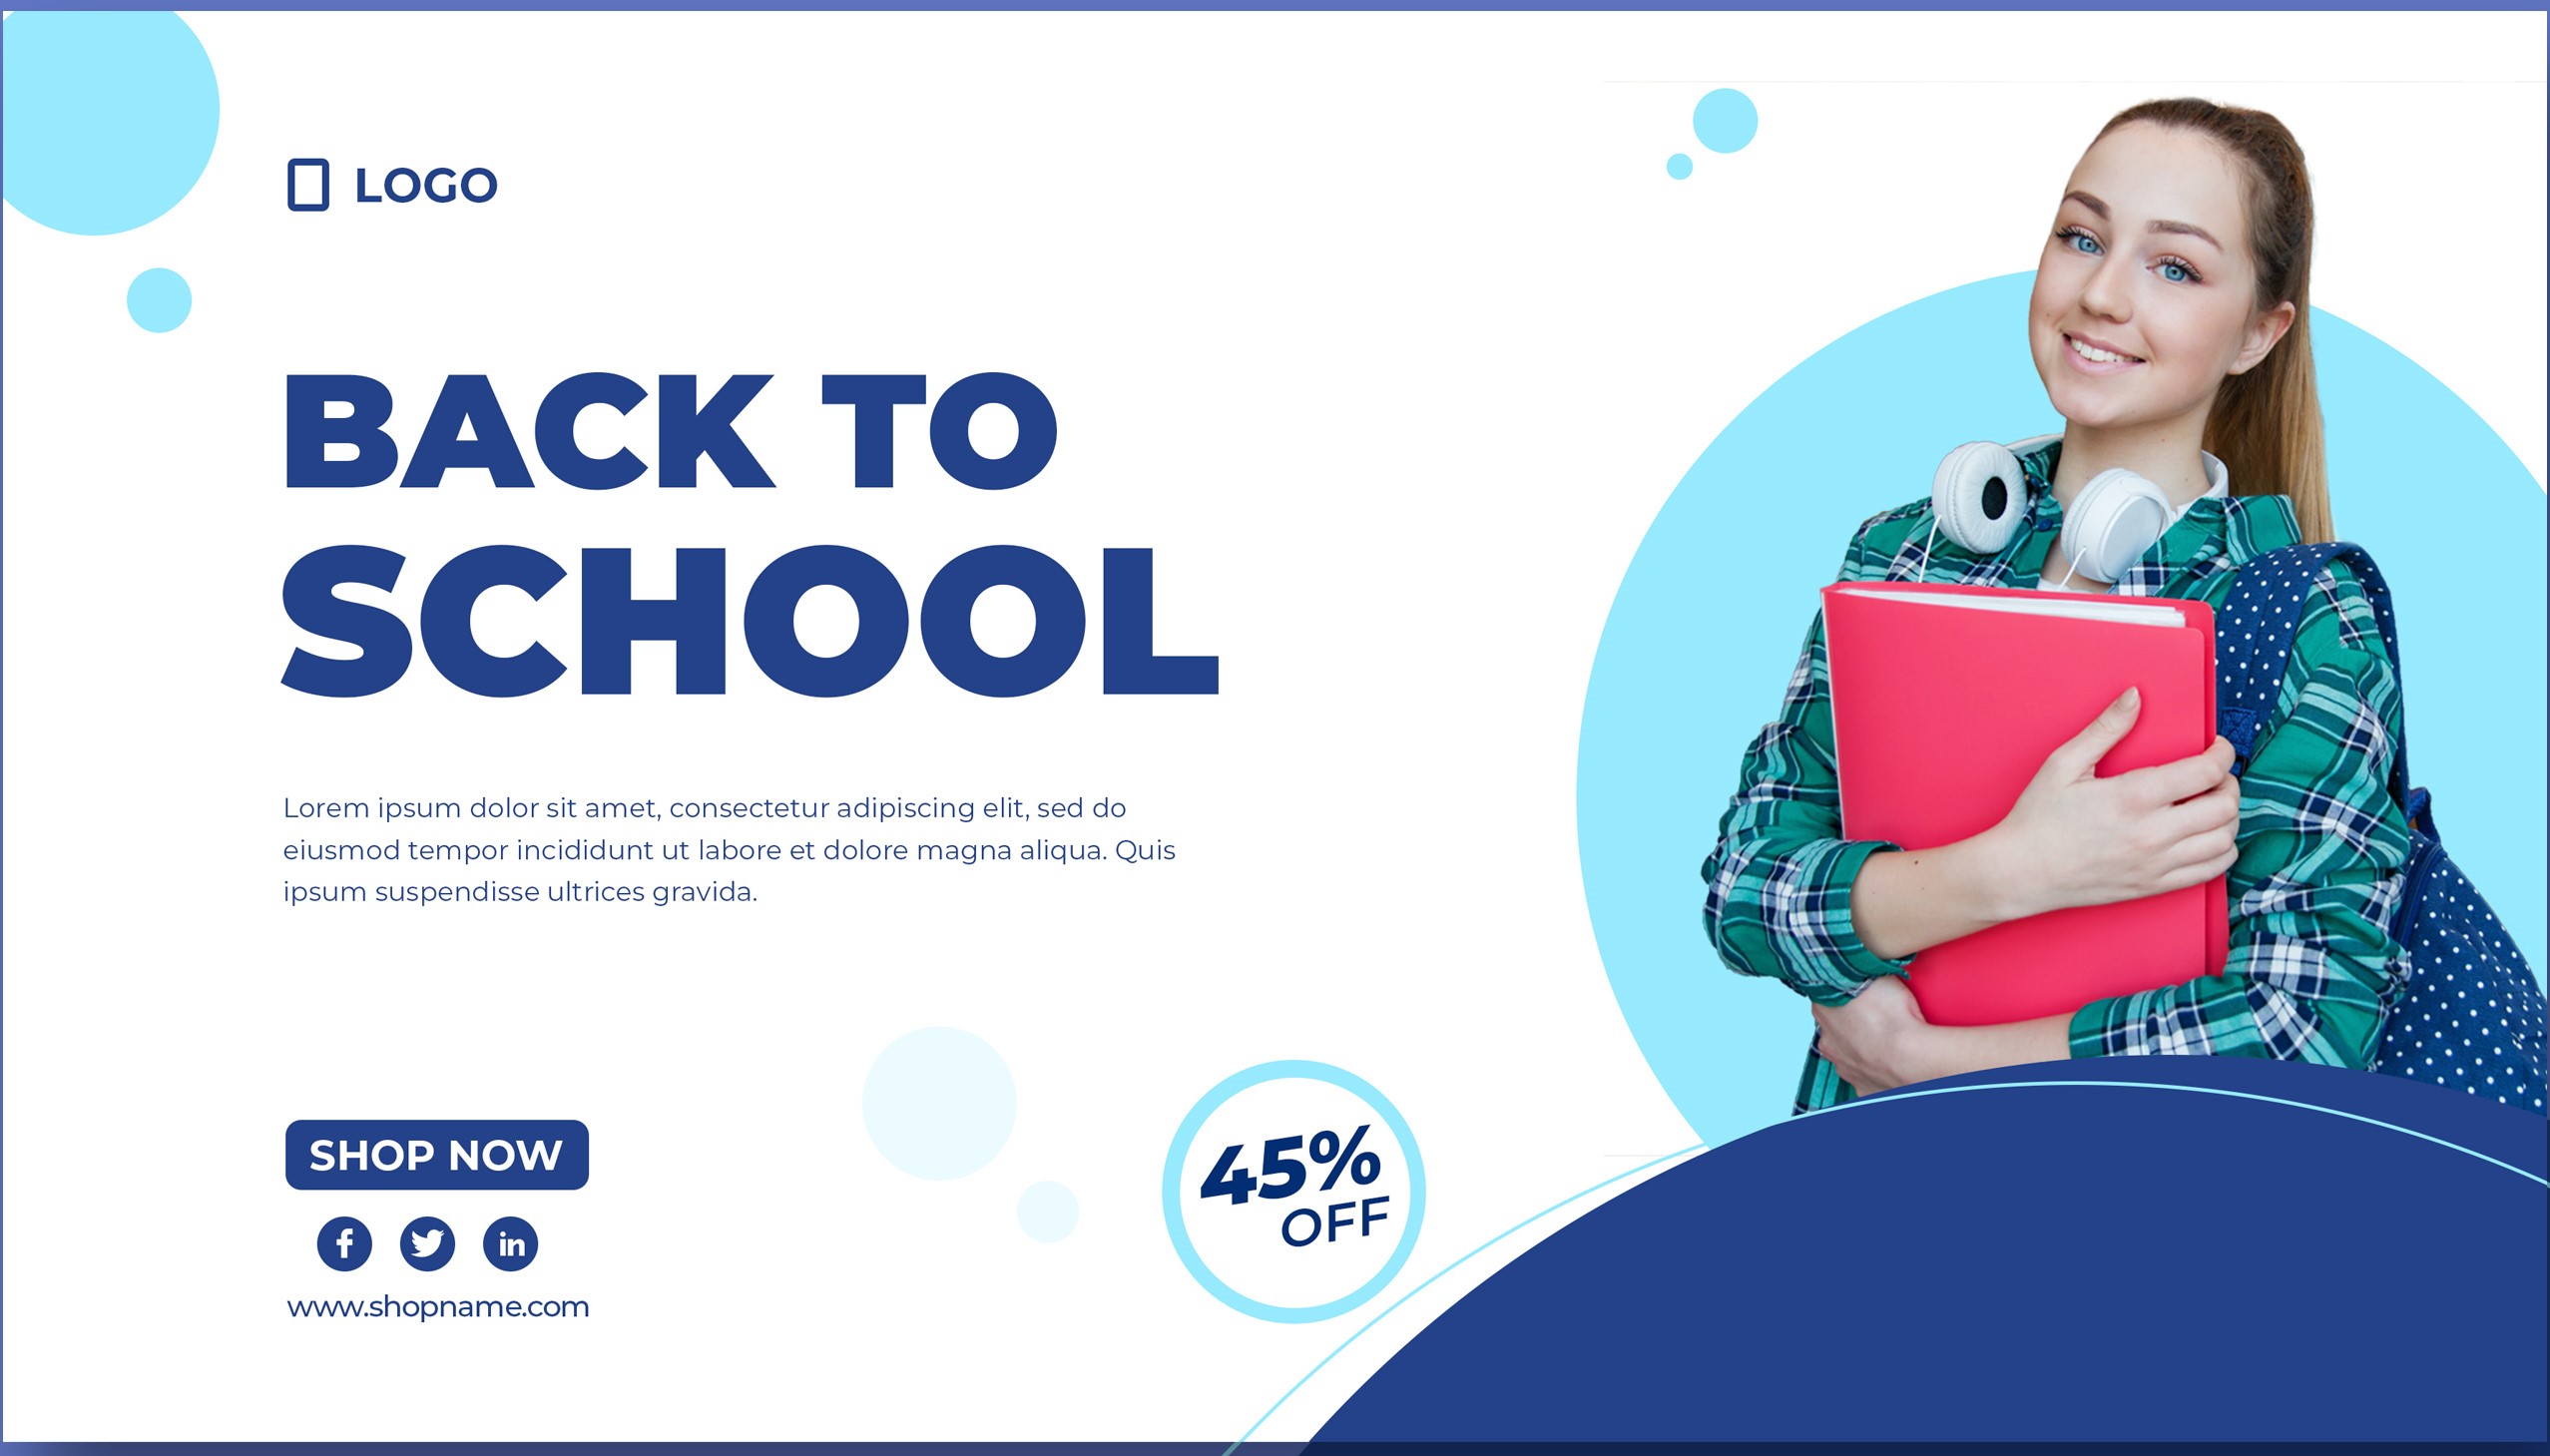 LOGO
BACK TO
SCHOOL
Lorem ipsum dolor sit amet, consectetur adipiscing elit, sed do
eiusmod tempor incididunt ut labore et dolore magna aliqua. Quis
ipsum suspendisse ultrices gravida.
SHOP NOW
f in
www.shopname.com
45%
OFF